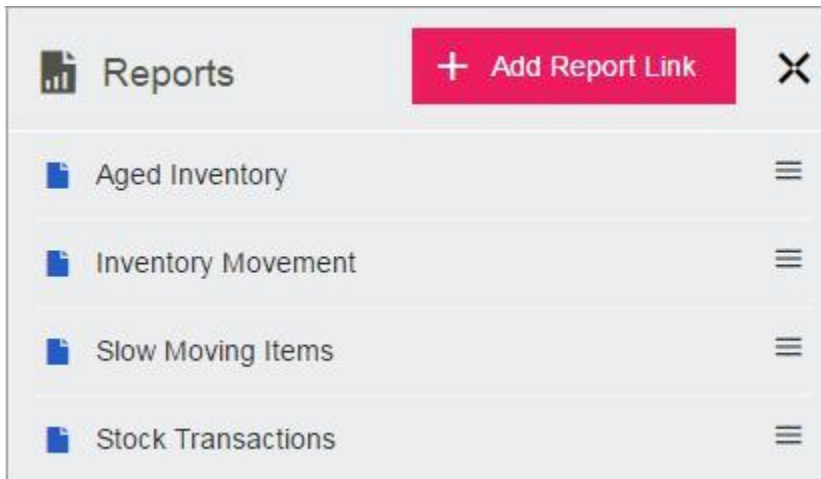 Reports
+ Add Report Link
Aged Inventory
Inventory Movement
Slow Moving Items
Stock Transactions